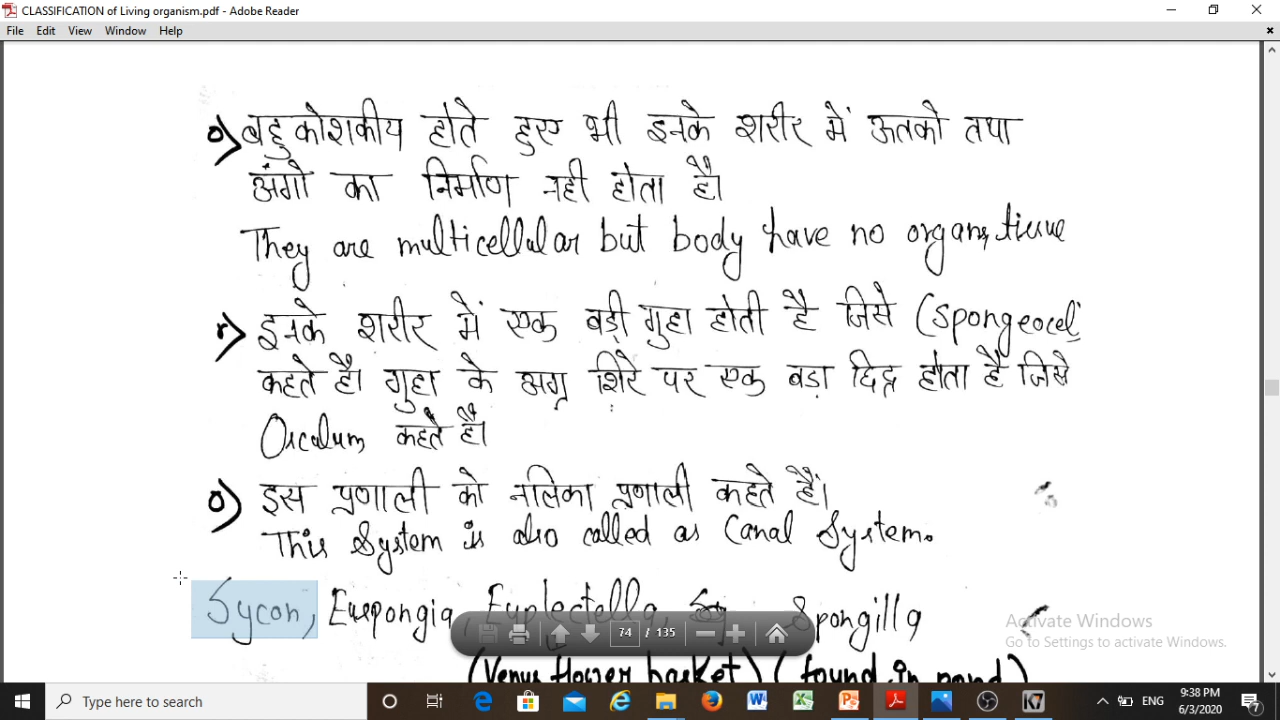 CLASSIFICATION of Living organism.pdf - Adobe Reader
File Edit View Window Help
बहुकोशकीय होते हुए भी इनके शरीर में ऊतको तथा
अंगो का निर्माण नही होता है।
They are multicellular but body have no organs, tissue
इनके शरीर में एक बड़ी गुहा होती है जिसे (Spongeocel
कहते है। गुहा के अग्र शिरे पर एक बड़ा छिद्र होता है जिसे
Osculum कहते है।
इस प्रणाली को नलिका प्रणाली कहते हैं।
This System is also called as Canal System.
Sycon, Euspongia, Euplectella, Spongilla
(Venus flower basket) (found in pond)
74 / 135
Activate Windows
Go to Settings to activate Windows.
Type here to search
ENG
9:38 PM
6/3/2020
7